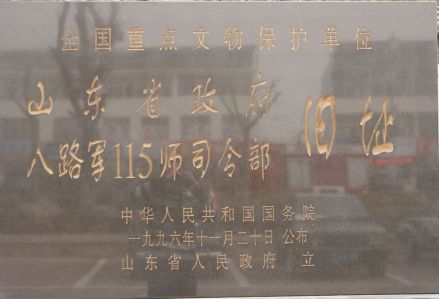 全国重点文物保护单位
山东省政府
八路军115师司令部 旧址
中华人民共和国国务院
一九九六年十一月二十日 公布
山东省人民政府 立